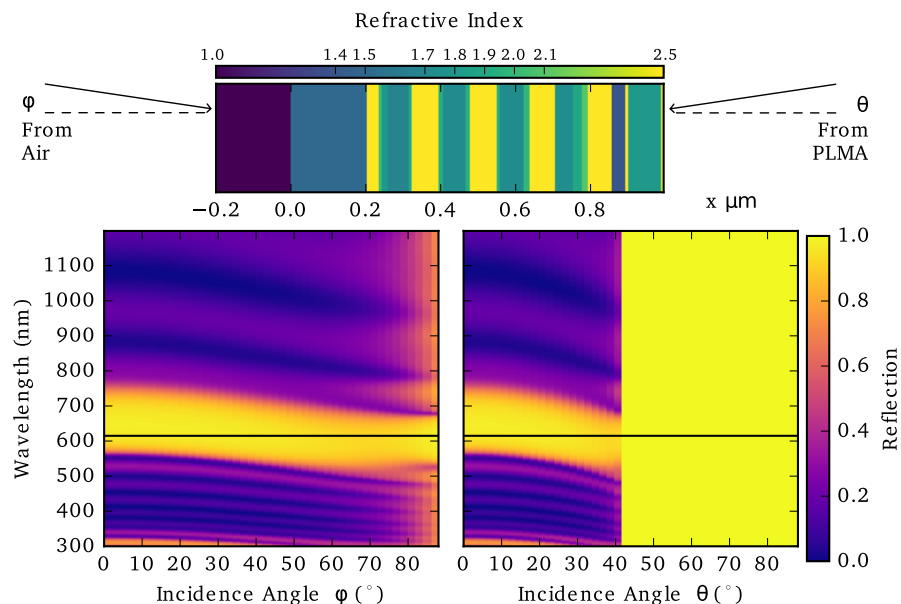 Refractive Index
1.0 1.4 1.5 1.7 1.8 1.9 2.0 2.1 2.5
φ θ
From From
Air PLMA
−0.2 0.0 0.2 0.4 0.6 0.8 x μm
1100
1000
900
800
700
600
500
400
300
Wavelength (nm)
0 10 20 30 40 50 60 70 80
Incidence Angle φ (°)
0 10 20 30 40 50 60 70 80
Incidence Angle θ (°)
1.0
0.8
0.6
0.4
0.2
0.0
Reflection